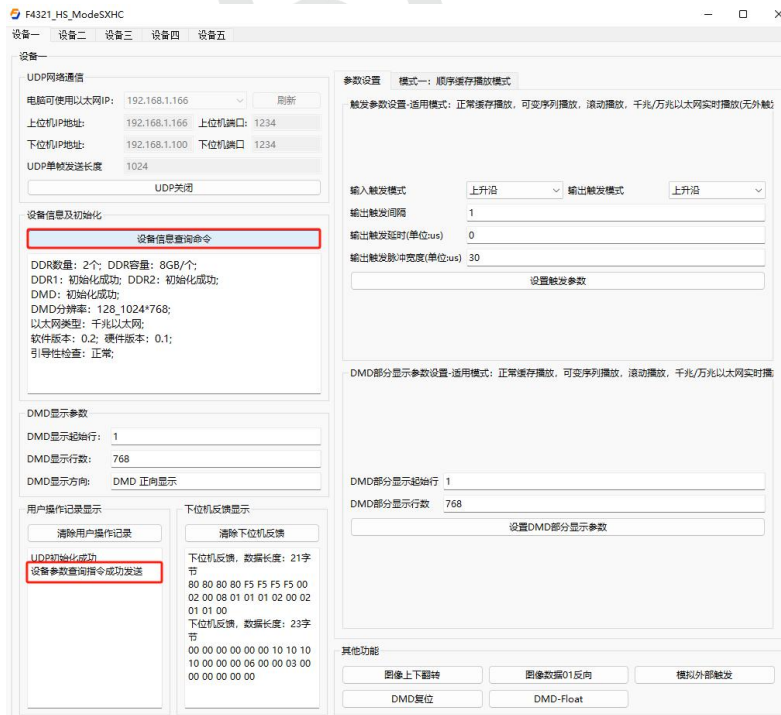 F4321_HS_ModeSXHC
设备一 设备二 设备三 设备四 设备五
设备一
UDP网络通信
电脑可使用以太网IP: 192.168.1.166 刷新
上位机IP地址: 192.168.1.166 上位机端口: 1234
下位机IP地址: 192.168.1.100 下位机端口 1234
UDP单帧发送长度 1024
UDP关闭
设备信息及初始化
设备信息查询命令
DDR数量: 2个; DDR容量: 8GB/个;
DDR1: 初始化成功; DDR2: 初始化成功;
DMD: 初始化成功;
DMD分辨率: 128_1024*768;
以太网类型: 千兆以太网;
软件版本: 0.2; 硬件版本: 0.1;
引导性检查: 正常;
DMD显示参数
DMD显示起始行: 1
DMD显示行数: 768
DMD显示方向: DMD 正向显示
用户操作记录显示
清除用户操作记录
UDP初始化成功
设备参数查询指令成功发送
下位机反馈显示
清除下位机反馈
下位机反馈, 数据长度: 21字
节
80 80 80 80 F5 F5 F5 F5 00
02 00 08 01 01 01 02 00 02
01 01 00
下位机反馈, 数据长度: 23字
节
00 00 00 00 00 00 10 10 10
10 00 00 00 06 00 00 03 00
00 00 00 00 00
参数设置 模式一: 顺序缓存播放模式
触发参数设置-适用模式: 正常缓存播放, 可变序列播放, 滚动播放, 千兆/万兆以太网实时播放(无外触
输入触发模式 上升沿 输出触发模式 上升沿
输出触发间隔 1
输出触发延时(单位:us) 0
输出触发脉冲宽度(单位:us) 30
设置触发参数
DMD部分显示参数设置-适用模式: 正常缓存播放, 可变序列播放, 滚动播放, 千兆/万兆以太网实时播
DMD部分显示起始行 1
DMD部分显示行数 768
设置DMD部分显示参数
其他功能
图像上下翻转 图像数据01反向 模拟外部触发
DMD复位 DMD-Float